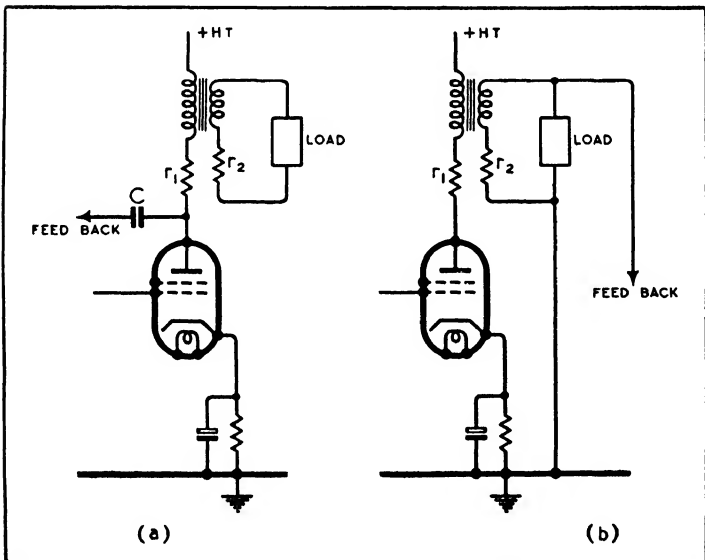 +HT
LOAD
r₁
r₂
C
FEED BACK
(a)
+HT
LOAD
r₁
r₂
FEED BACK
(b)